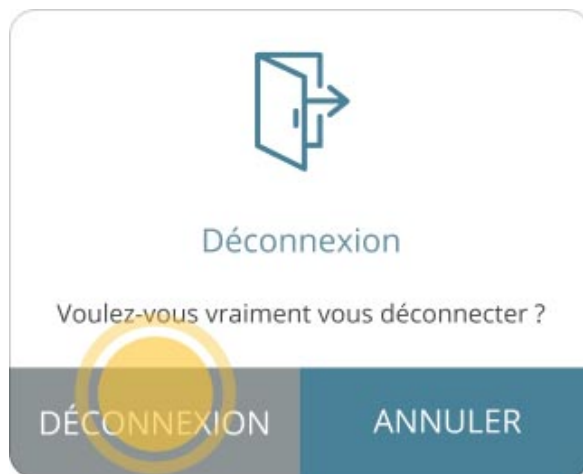 Déconnexion
Voulez-vous vraiment vous déconnecter ?
DÉCONNEXION
ANNULER